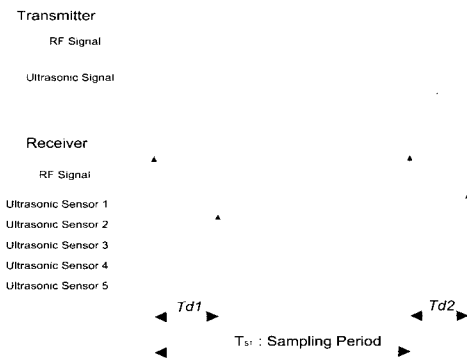 Transmitter
RF Signal
Ultrasonic Signal
Receiver
RF Signal
Ultrasonic Sensor 1
Ultrasonic Sensor 2
Ultrasonic Sensor 3
Ultrasonic Sensor 4
Ultrasonic Sensor 5
Td1 Td2
: Sampling Period